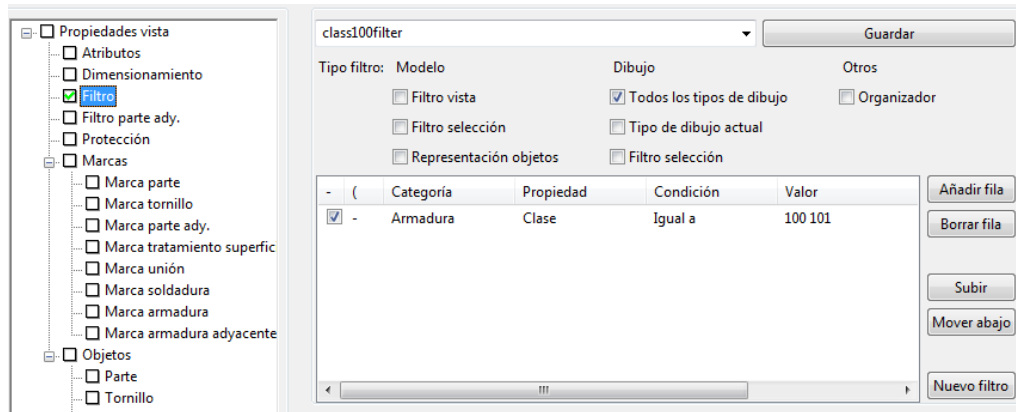 Propiedades vista
Atributos
Dimensionamiento
Filtro
Filtro parte ady.
Protección
Marcas
Marca parte
Marca tornillo
Marca parte ady.
Marca tratamiento superfic
Marca unión
Marca soldadura
Marca armadura
Marca armadura adyacente
Objetos
Parte
Tornillo
class100filter Guardar
Tipo filtro: Modelo Dibujo Otros
Filtro vista Todos los tipos de dibujo Organizador
Filtro selección Tipo de dibujo actual
Representación objetos Filtro selección
- ( Categoría Propiedad Condición Valor
- Armadura Clase Igual a 100 101
Añadir fila
Borrar fila
Subir
Mover abajo
Nuevo filtro